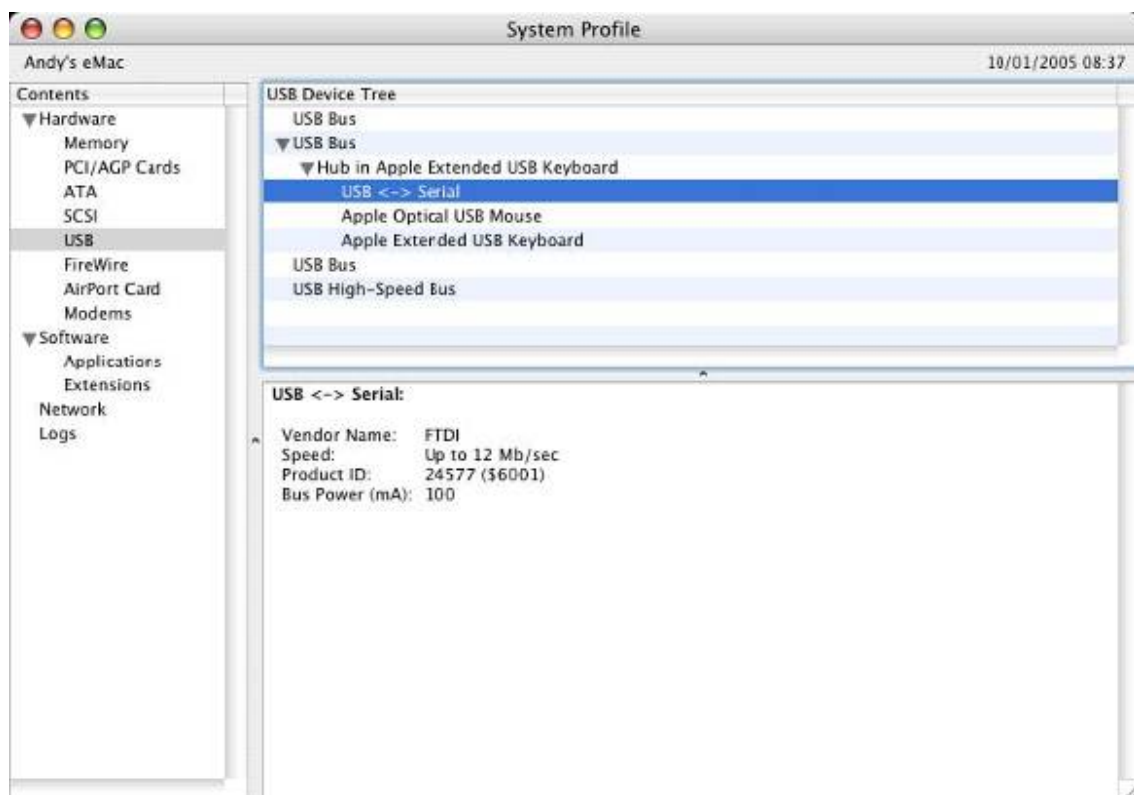 System Profile
Andy's eMac
10/01/2005 08:37
Contents
Hardware
Memory
PCI/AGP Cards
ATA
SCSI
USB
FireWire
AirPort Card
Modems
Software
Applications
Extensions
Network
Logs
USB Device Tree
USB Bus
USB Bus
Hub in Apple Extended USB Keyboard
USB <-> Serial
Apple Optical USB Mouse
Apple Extended USB Keyboard
USB Bus
USB High-Speed Bus
USB <-> Serial:
Vendor Name: FTDI
Speed: Up to 12 Mb/sec
Product ID: 24577 ($6001)
Bus Power (mA): 100